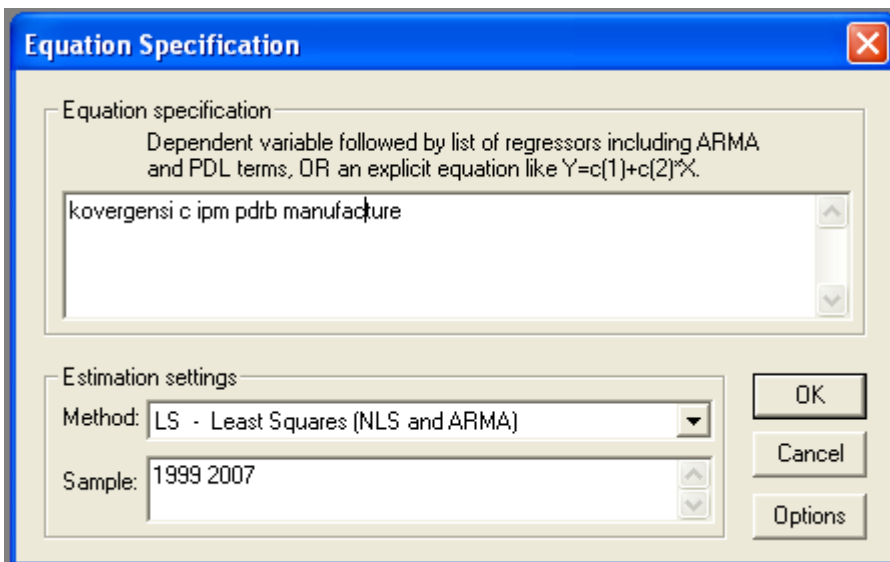 Equation Specification
Equation specification
Dependent variable followed by list of regressors including ARMA
and PDL terms, OR an explicit equation like Y=c(1)+c(2)*X.
kovergensi c ipm pdrb manufacture
Estimation settings
Method: LS - Least Squares (NLS and ARMA)
Sample: 1999 2007
OK
Cancel
Options